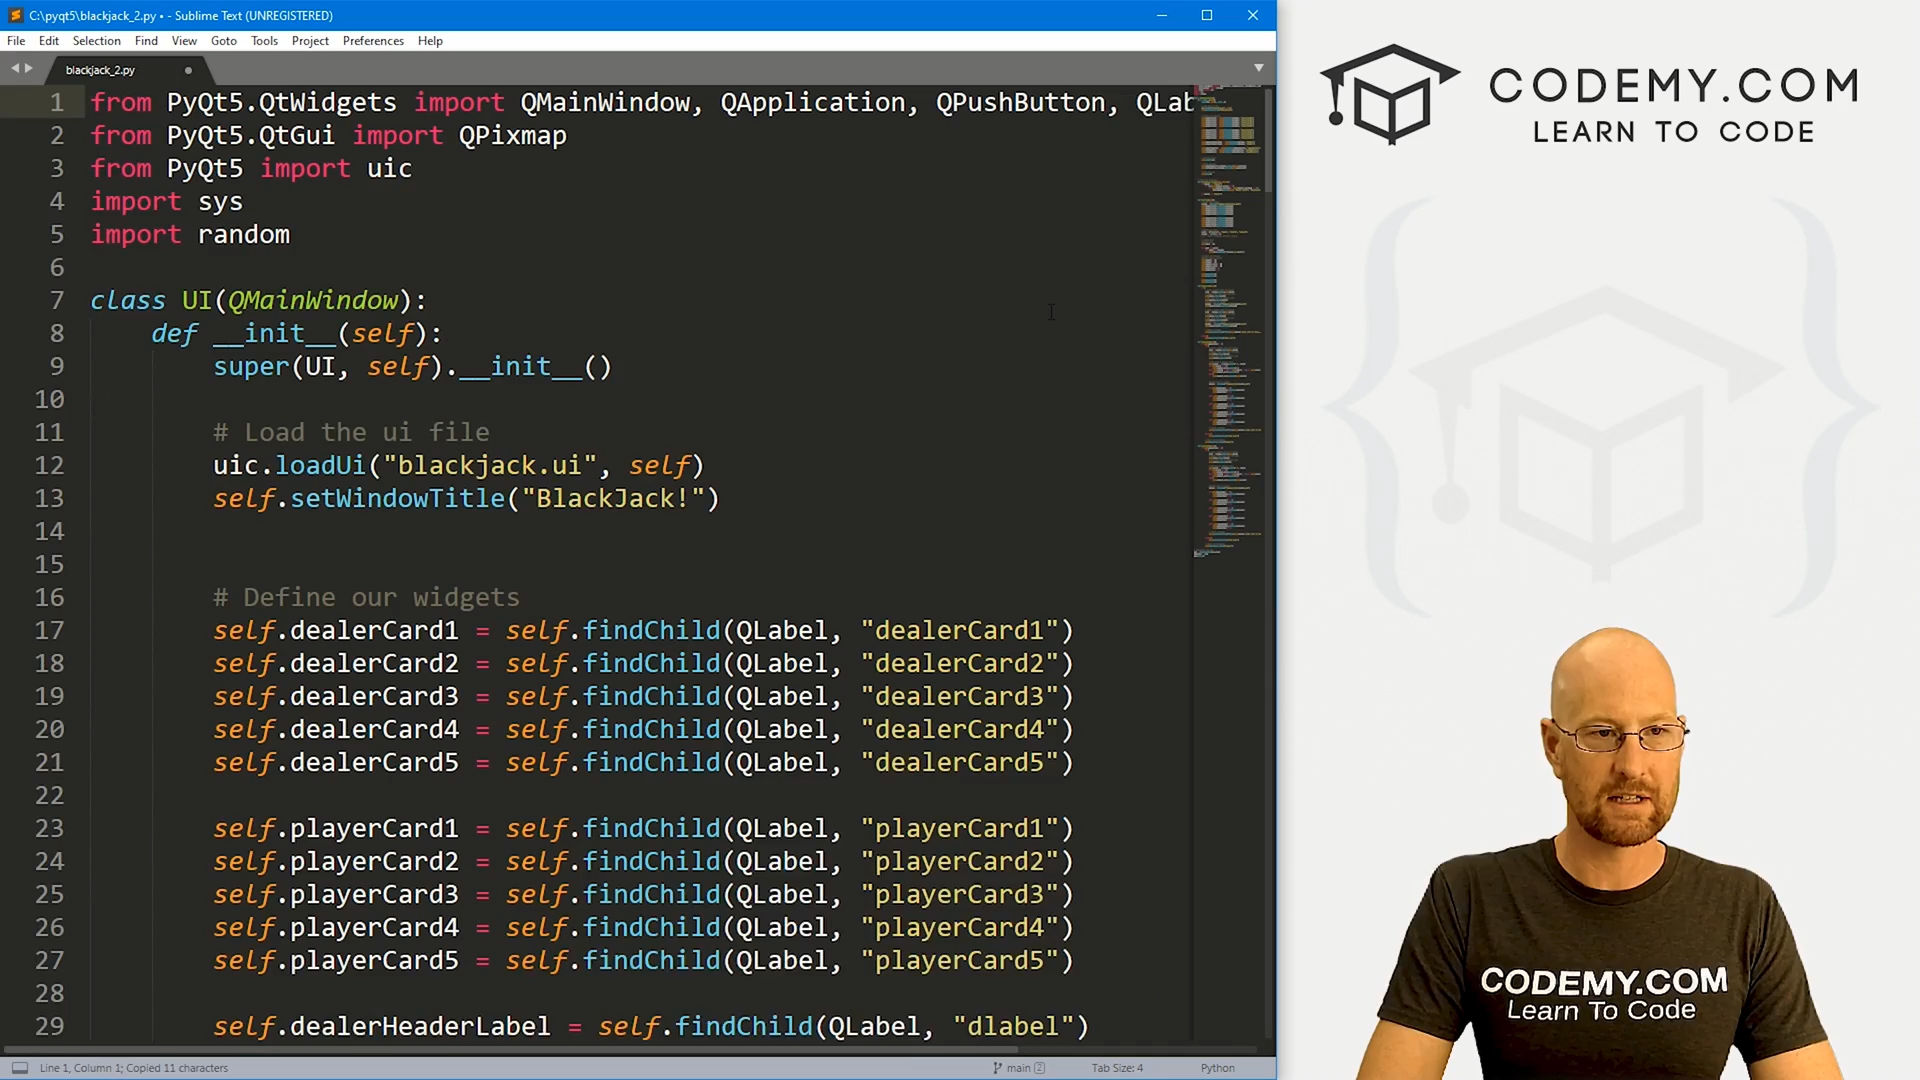 C:\pyqt5\blackjack_2.py • - Sublime Text (UNREGISTERED)
File Edit Selection Find View Goto Tools Project Preferences Help
blackjack_2.py
1 from PyQt5.QtWidgets import QMainWindow, QApplication, QPushButton, QLab
2 from PyQt5.QtGui import QPixmap
3 from PyQt5 import uic
4 import sys
5 import random
6
7 class UI(QMainWindow):
8 def __init__(self):
9 super(UI, self).__init__()
10
11 # Load the ui file
12 uic.loadUi("blackjack.ui", self)
13 self.setWindowTitle("BlackJack!")
14
15
16 # Define our widgets
17 self.dealerCard1 = self.findChild(QLabel, "dealerCard1")
18 self.dealerCard2 = self.findChild(QLabel, "dealerCard2")
19 self.dealerCard3 = self.findChild(QLabel, "dealerCard3")
20 self.dealerCard4 = self.findChild(QLabel, "dealerCard4")
21 self.dealerCard5 = self.findChild(QLabel, "dealerCard5")
22
23 self.playerCard1 = self.findChild(QLabel, "playerCard1")
24 self.playerCard2 = self.findChild(QLabel, "playerCard2")
25 self.playerCard3 = self.findChild(QLabel, "playerCard3")
26 self.playerCard4 = self.findChild(QLabel, "playerCard4")
27 self.playerCard5 = self.findChild(QLabel, "playerCard5")
28
29 self.dealerHeaderLabel = self.findChild(QLabel, "dlabel")
Line 1, Column 1; Copied 11 characters
main 2
Tab Size: 4
Python
CODEMY.COM
LEARN TO CODE
CODEMY.COM
Learn To Code